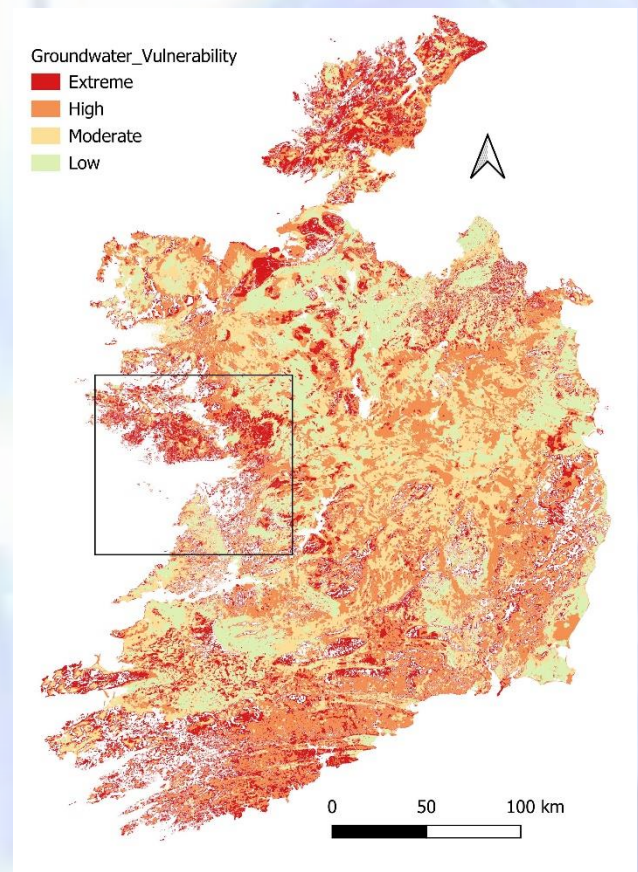 Groundwater_Vulnerability
Extreme
High
Moderate
Low
0 50 100 km